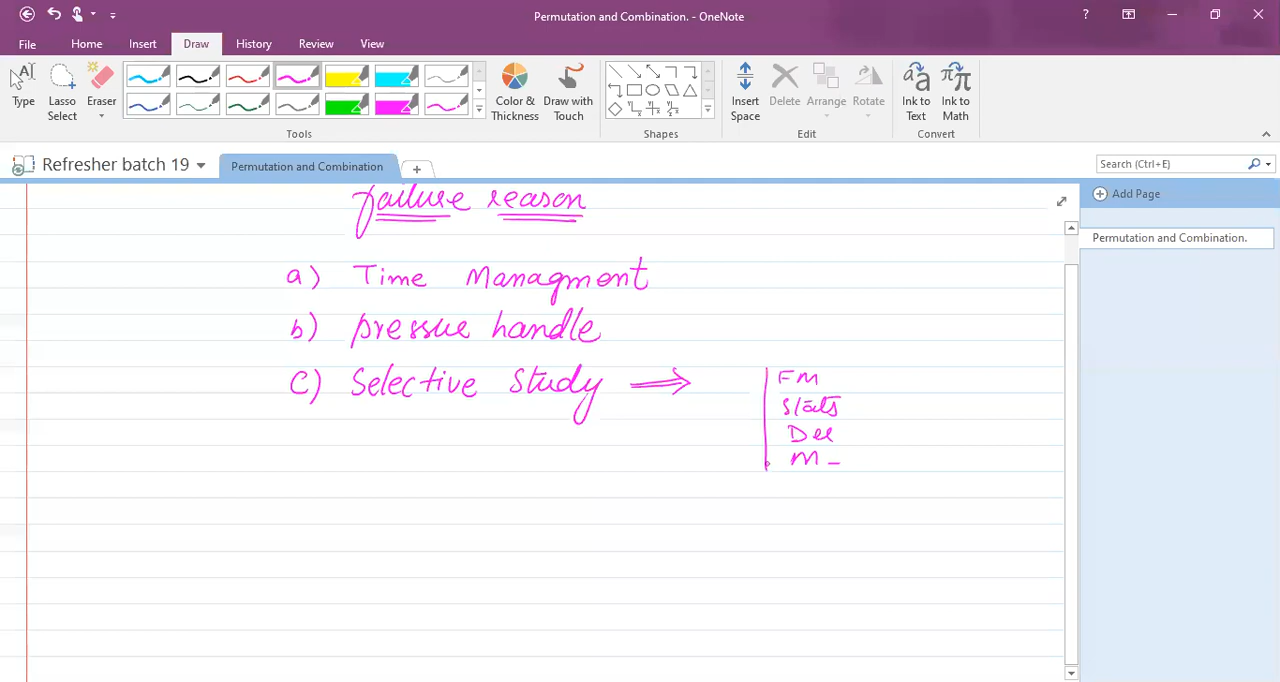 Permutation and Combination. - OneNote
File Home Insert Draw History Review View
Type Lasso Select Eraser Color & Thickness Draw with Touch Insert Space Delete Arrange Rotate Ink to Text Ink to Math
Tools Shapes Edit Convert
Refresher batch 19 Permutation and Combination Search (Ctrl+E)
Add Page
Permutation and Combination.
failure reason
a) Time Managment
b) pressue handle
c) Selective study ⇒
FM
Stats
M -